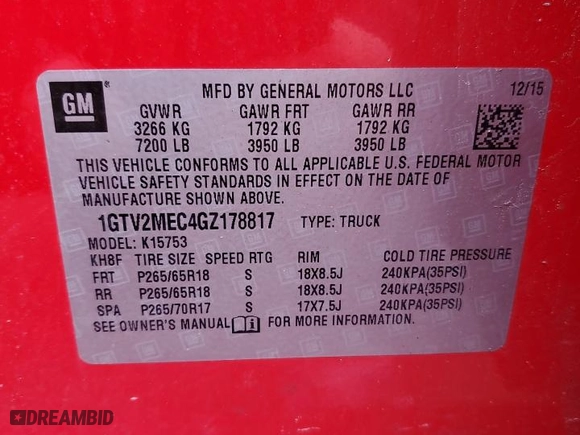 GM
MFD BY GENERAL MOTORS LLC 12/15
GVWR GAWR FRT GAWR RR
3266 KG 1792 KG 1792 KG
7200 LB 3950 LB 3950 LB
THIS VEHICLE CONFORMS TO ALL APPLICABLE U.S. FEDERAL MOTOR
VEHICLE SAFETY STANDARDS IN EFFECT ON THE DATE OF
MANUFACTURE SHOWN ABOVE.
1GTV2MEC4GZ178817 TYPE: TRUCK
MODEL: K15753
KH8F TIRE SIZE SPEED RTG RIM COLD TIRE PRESSURE
FRT P265/65R18 S 18X8.5J 240KPA(35PSI)
RR P265/65R18 S 18X8.5J 240KPA(35PSI)
SPA P265/70R17 S 17X7.5J 240KPA(35PSI)
SEE OWNER'S MANUAL FOR MORE INFORMATION.
DREAMBID